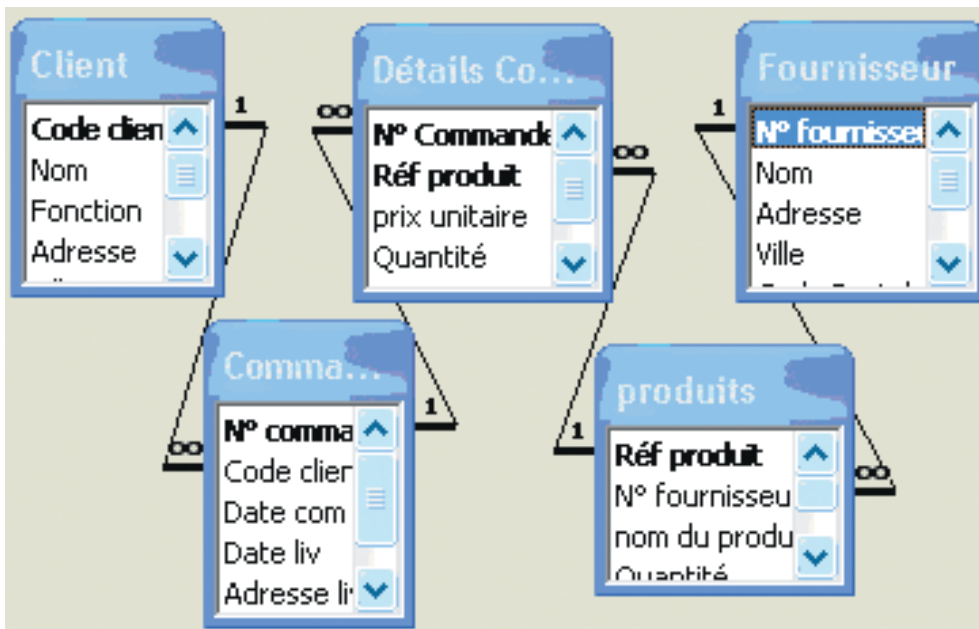 Client
Code clien
Nom
Fonction
Adresse
1
∞
Détails Co...
N° Commande
Réf produit
prix unitaire
Quantité
∞
1
Fournisseur
N° fournisseu
Nom
Adresse
Ville
Comma...
N° comma
Code clien
Date com
Date liv
Adresse liv
∞
1
produits
Réf produit
N° fournisseu
nom du produ
Quantité
1
∞